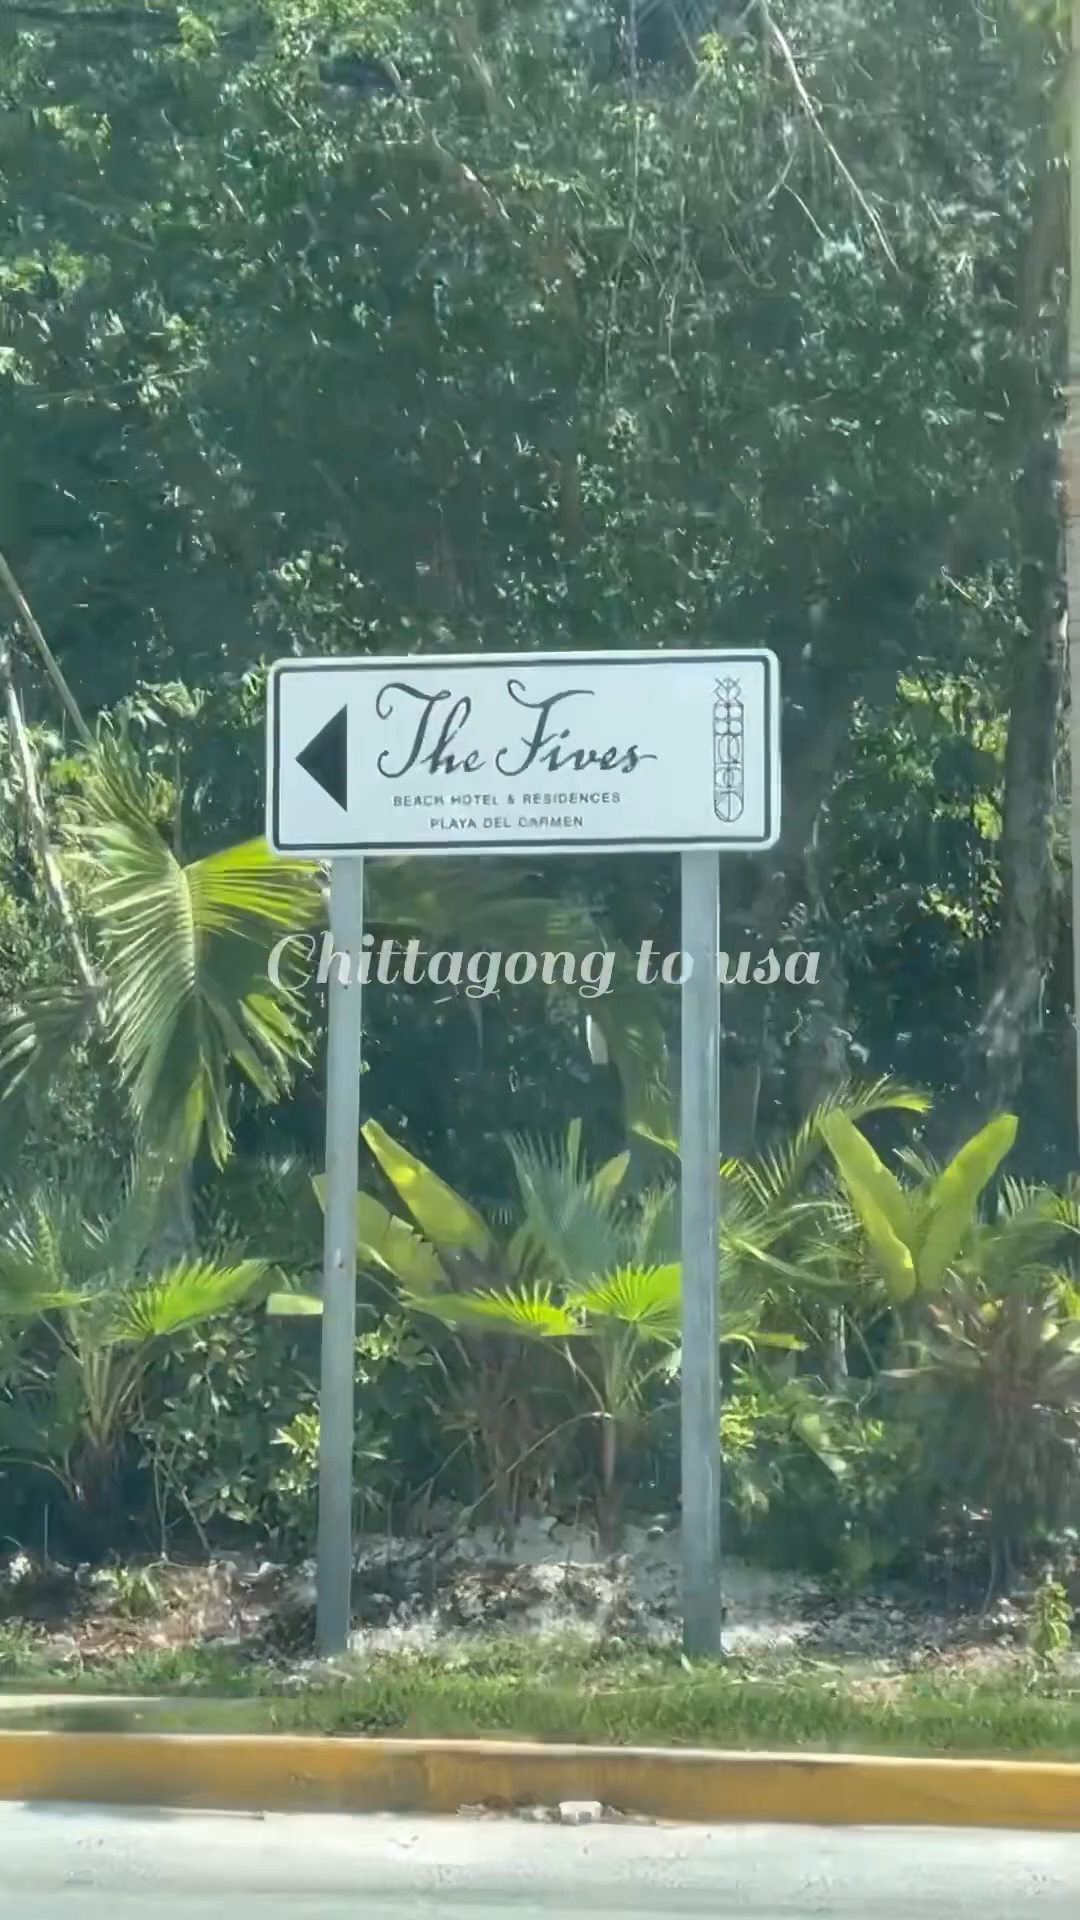 The Fives
BEACH HOTEL & RESIDENCES
PLAYA DEL CARMEN
Chittagong to usa